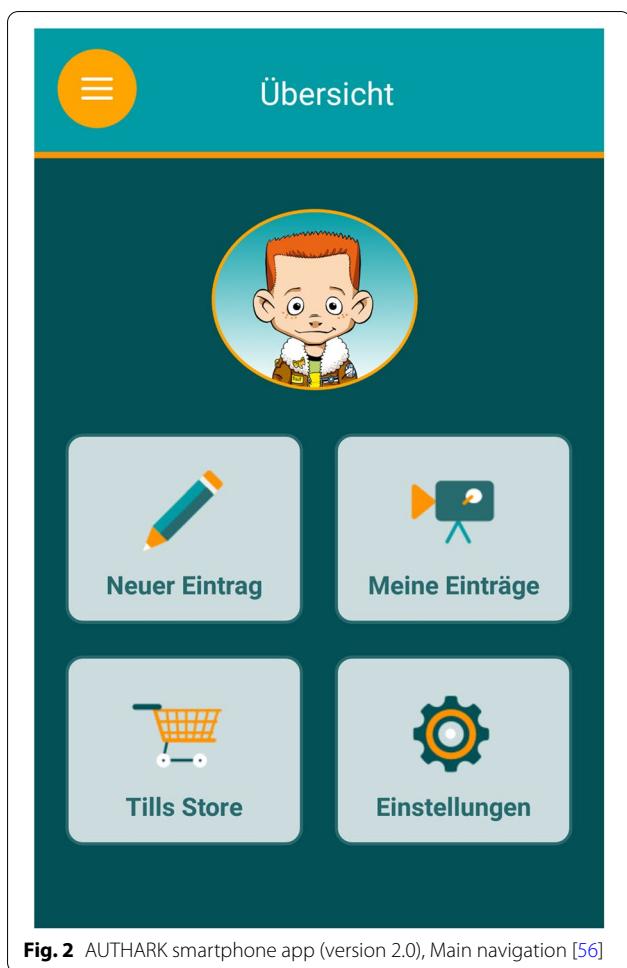 Übersicht
Neuer Eintrag
Meine Einträge
Tills Store
Einstellungen
Fig. 2 AUTHARK smartphone app (version 2.0), Main navigation [56]